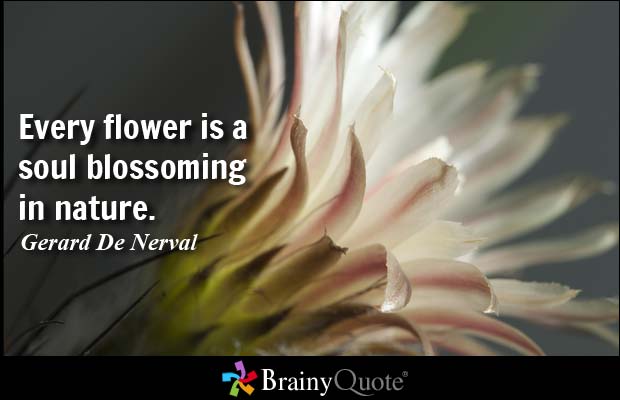 Every flower is a
soul blossoming
in nature.
Gerard De Nerval
BrainyQuote®